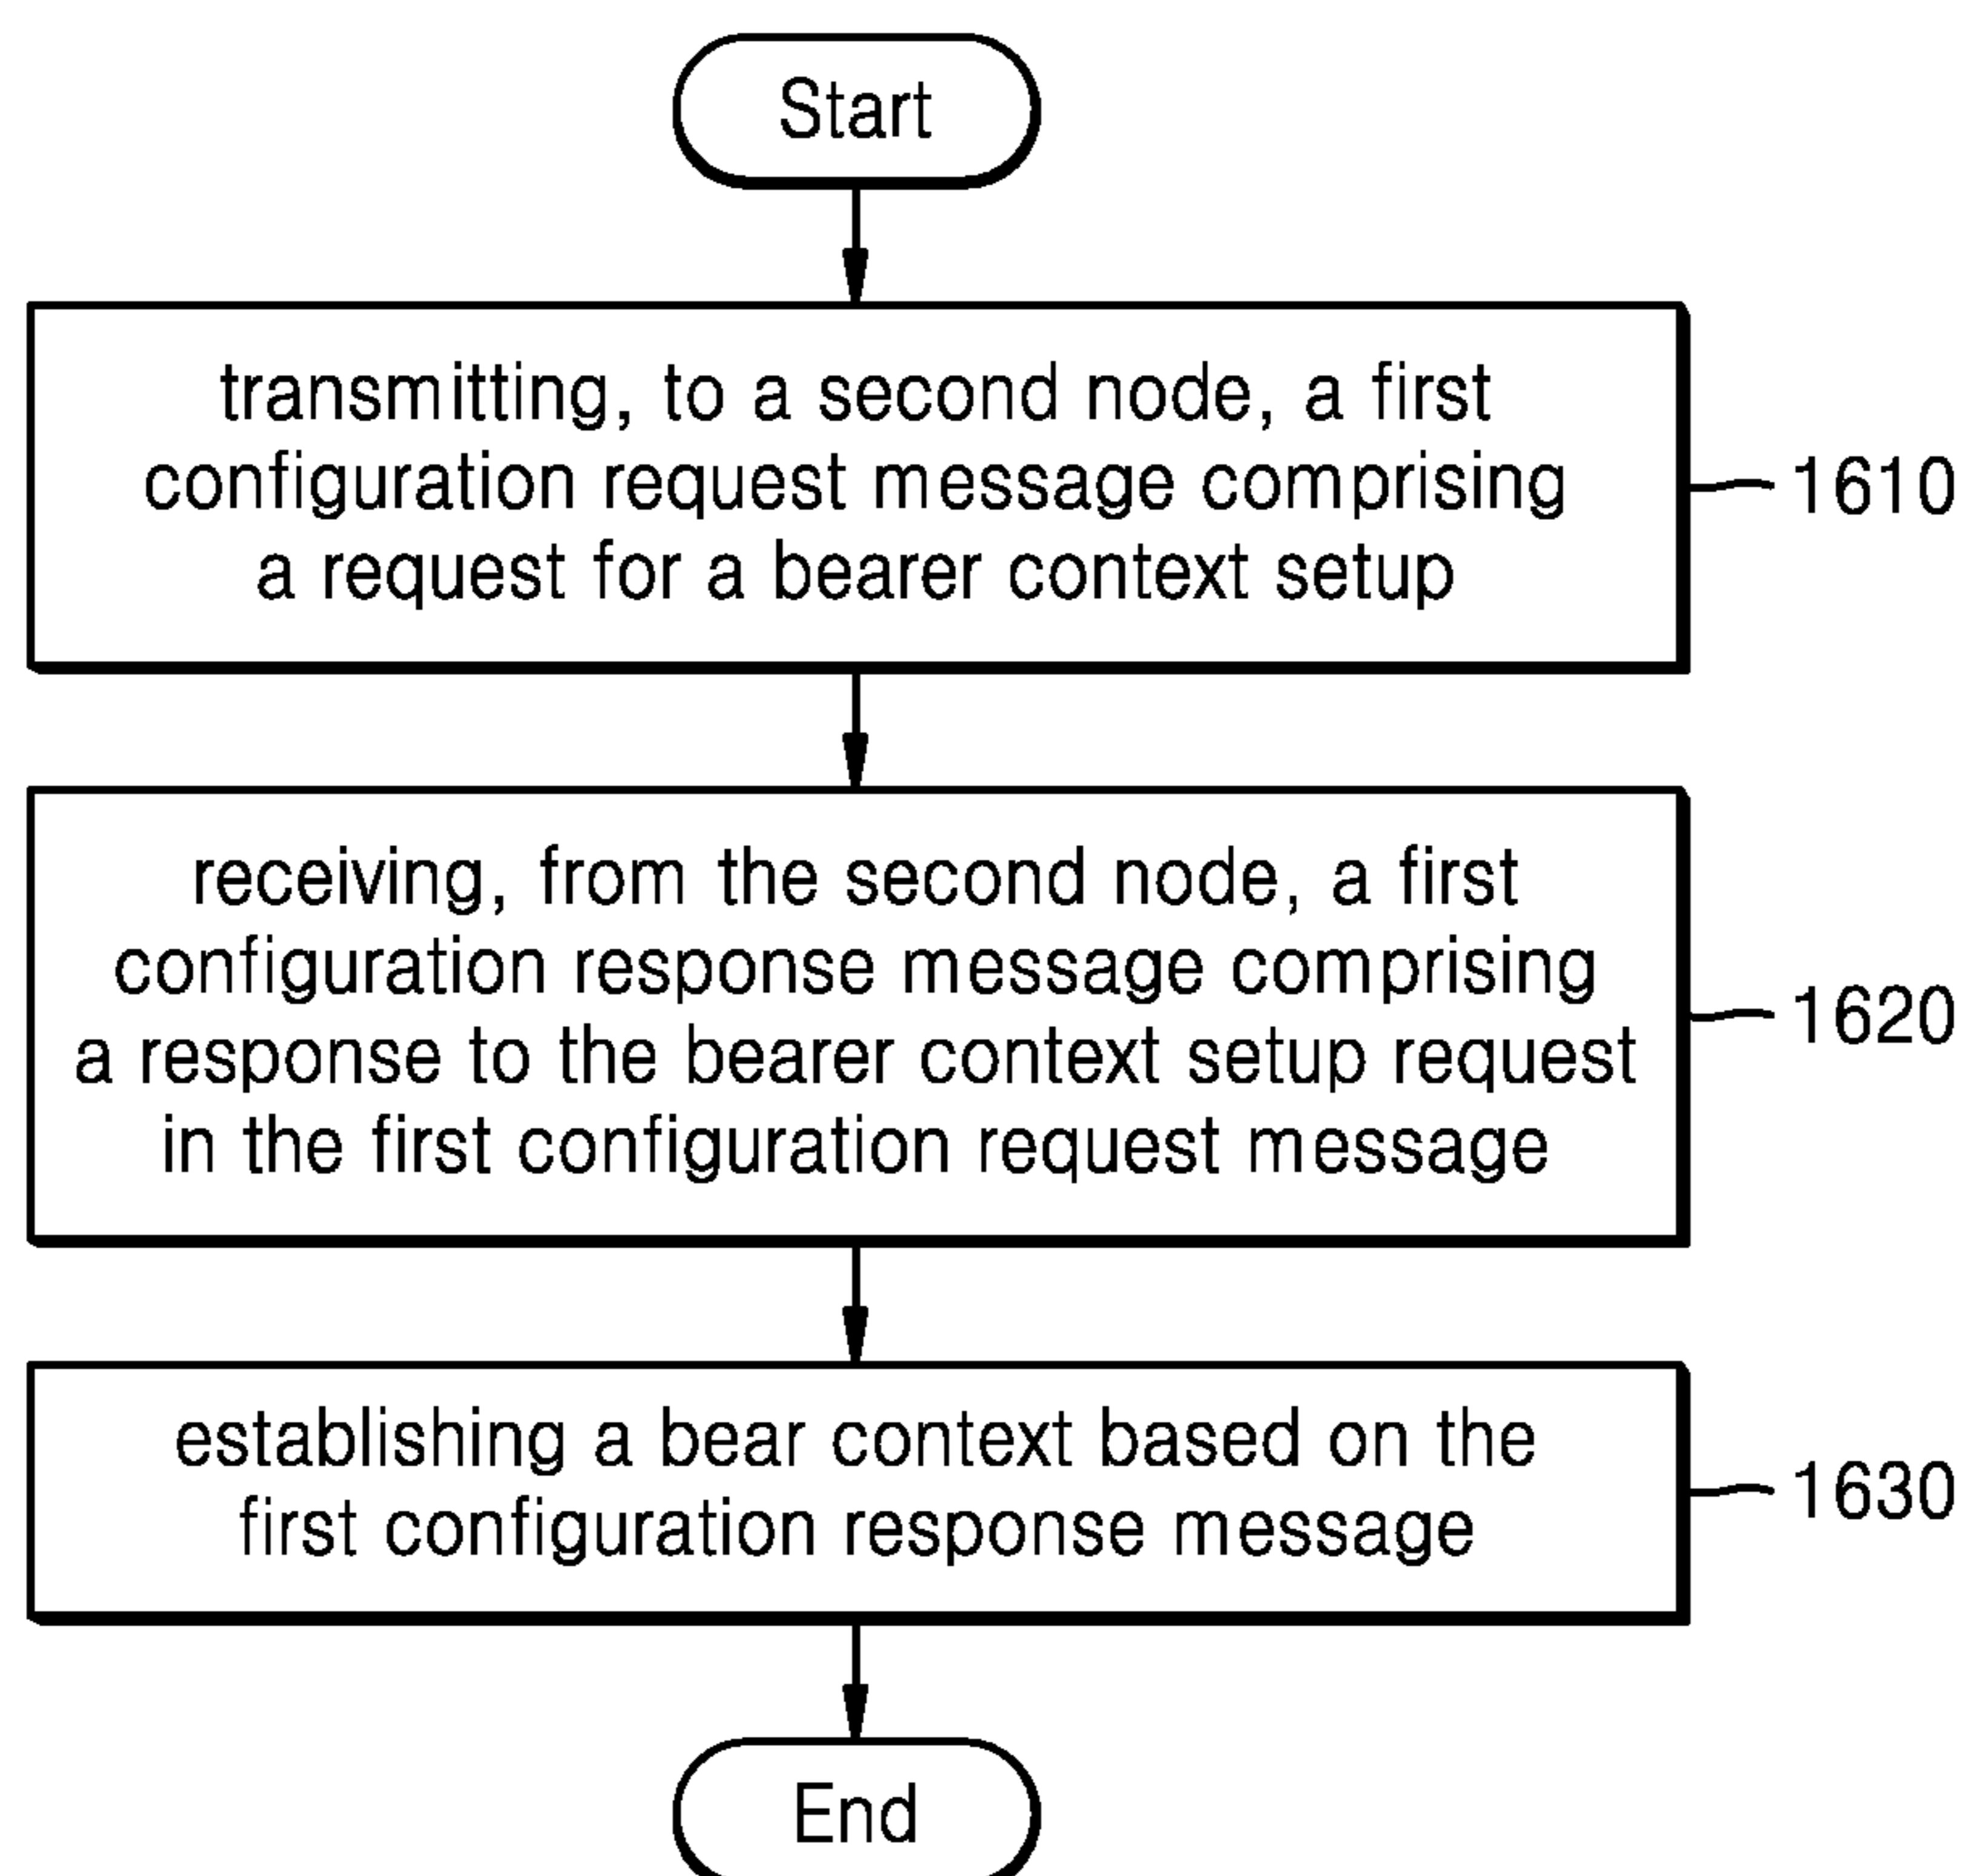 Start
transmitting, to a second node, a first
configuration request message comprising
a request for a bearer context setup
1610
receiving, from the second node, a first
configuration response message comprising
a response to the bearer context setup request
in the first configuration request message
1620
establishing a bear context based on the
first configuration response message
1630
End